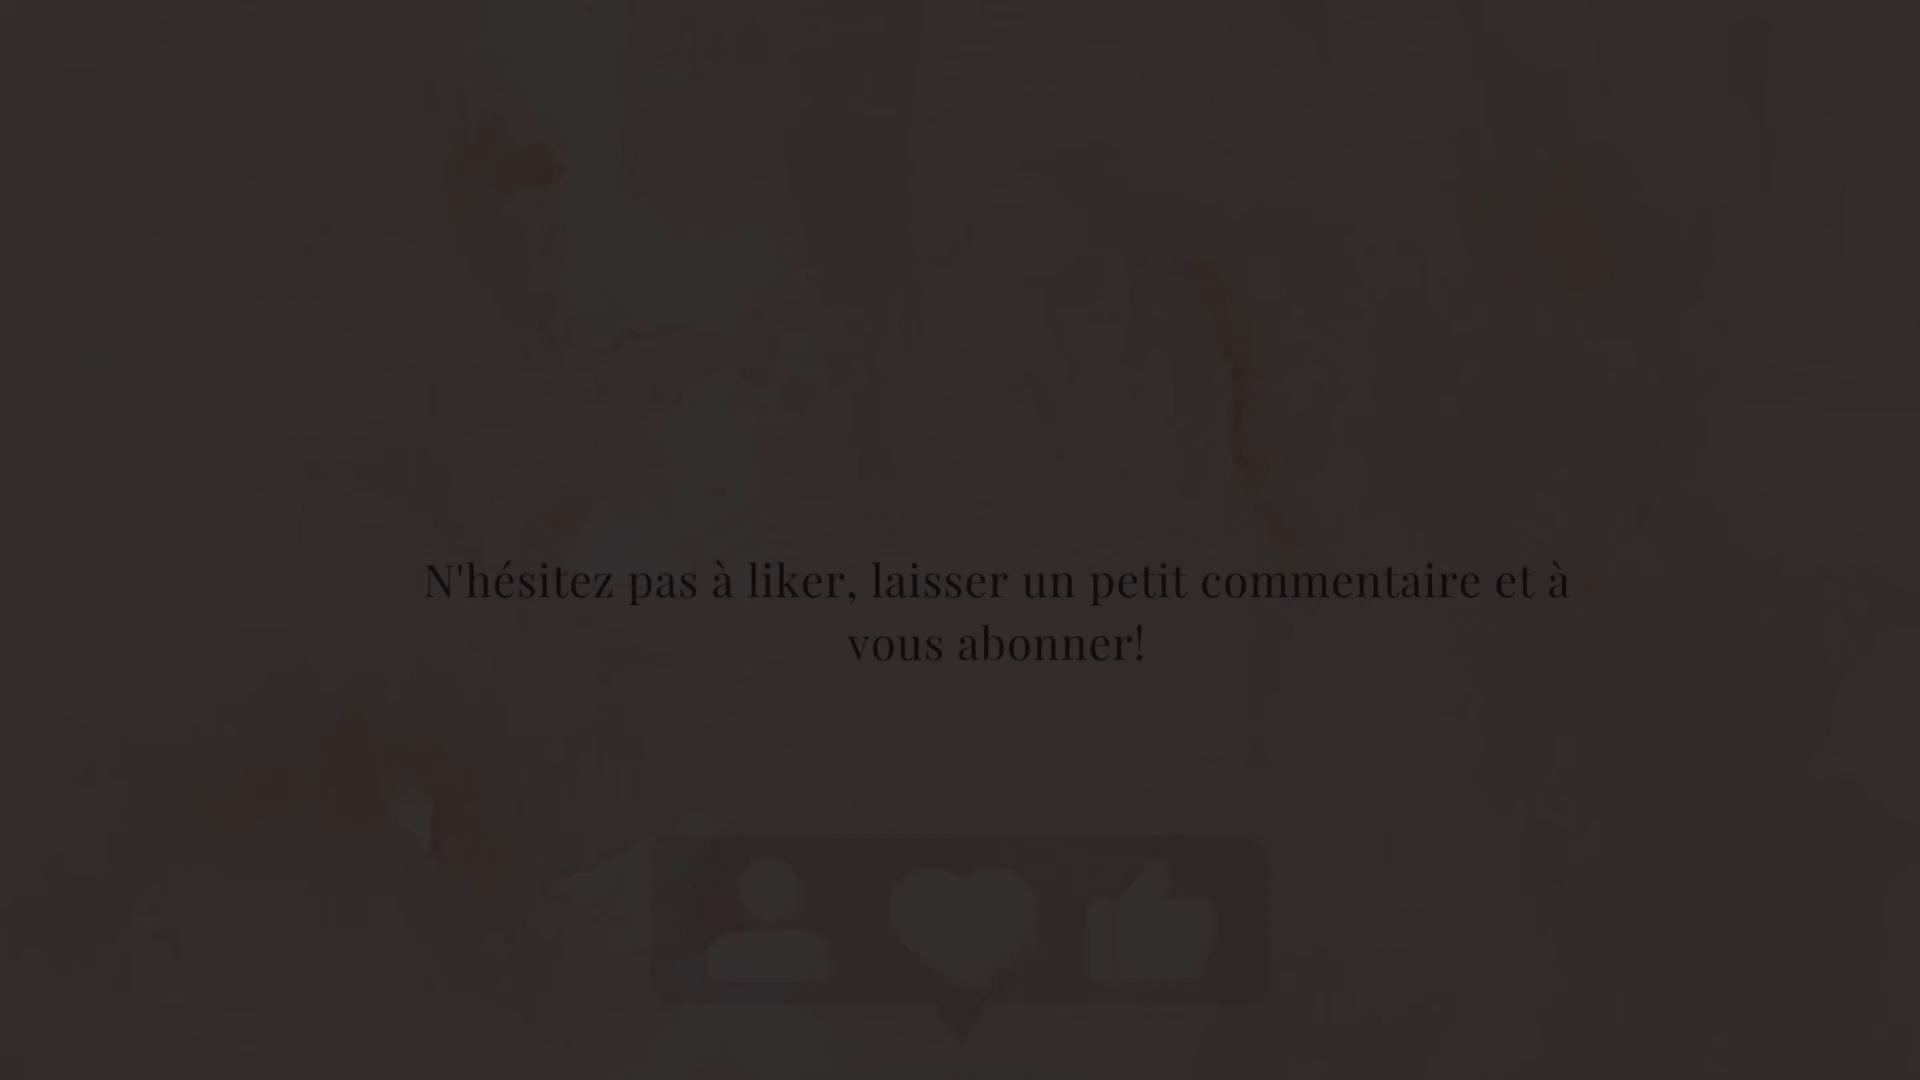 N'hésitez pas à liker, laisser un petit commentaire et à
vous abonner!